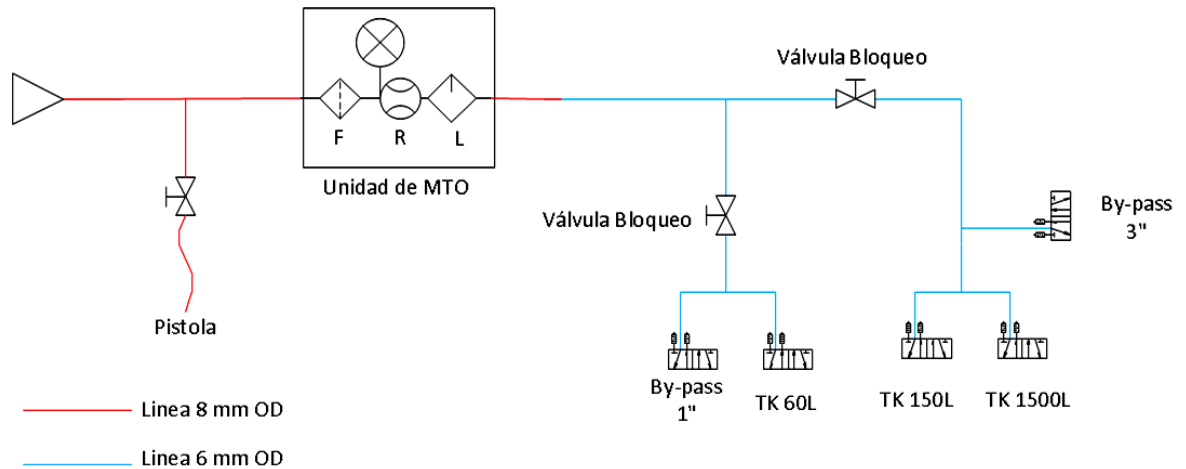 Válvula Bloqueo
F R L
Unidad de MTO
Válvula Bloqueo
By-pass
3"
Pistola
By-pass
1"
TK 60L
TK 150L
TK 1500L
Linea 8 mm OD
Linea 6 mm OD